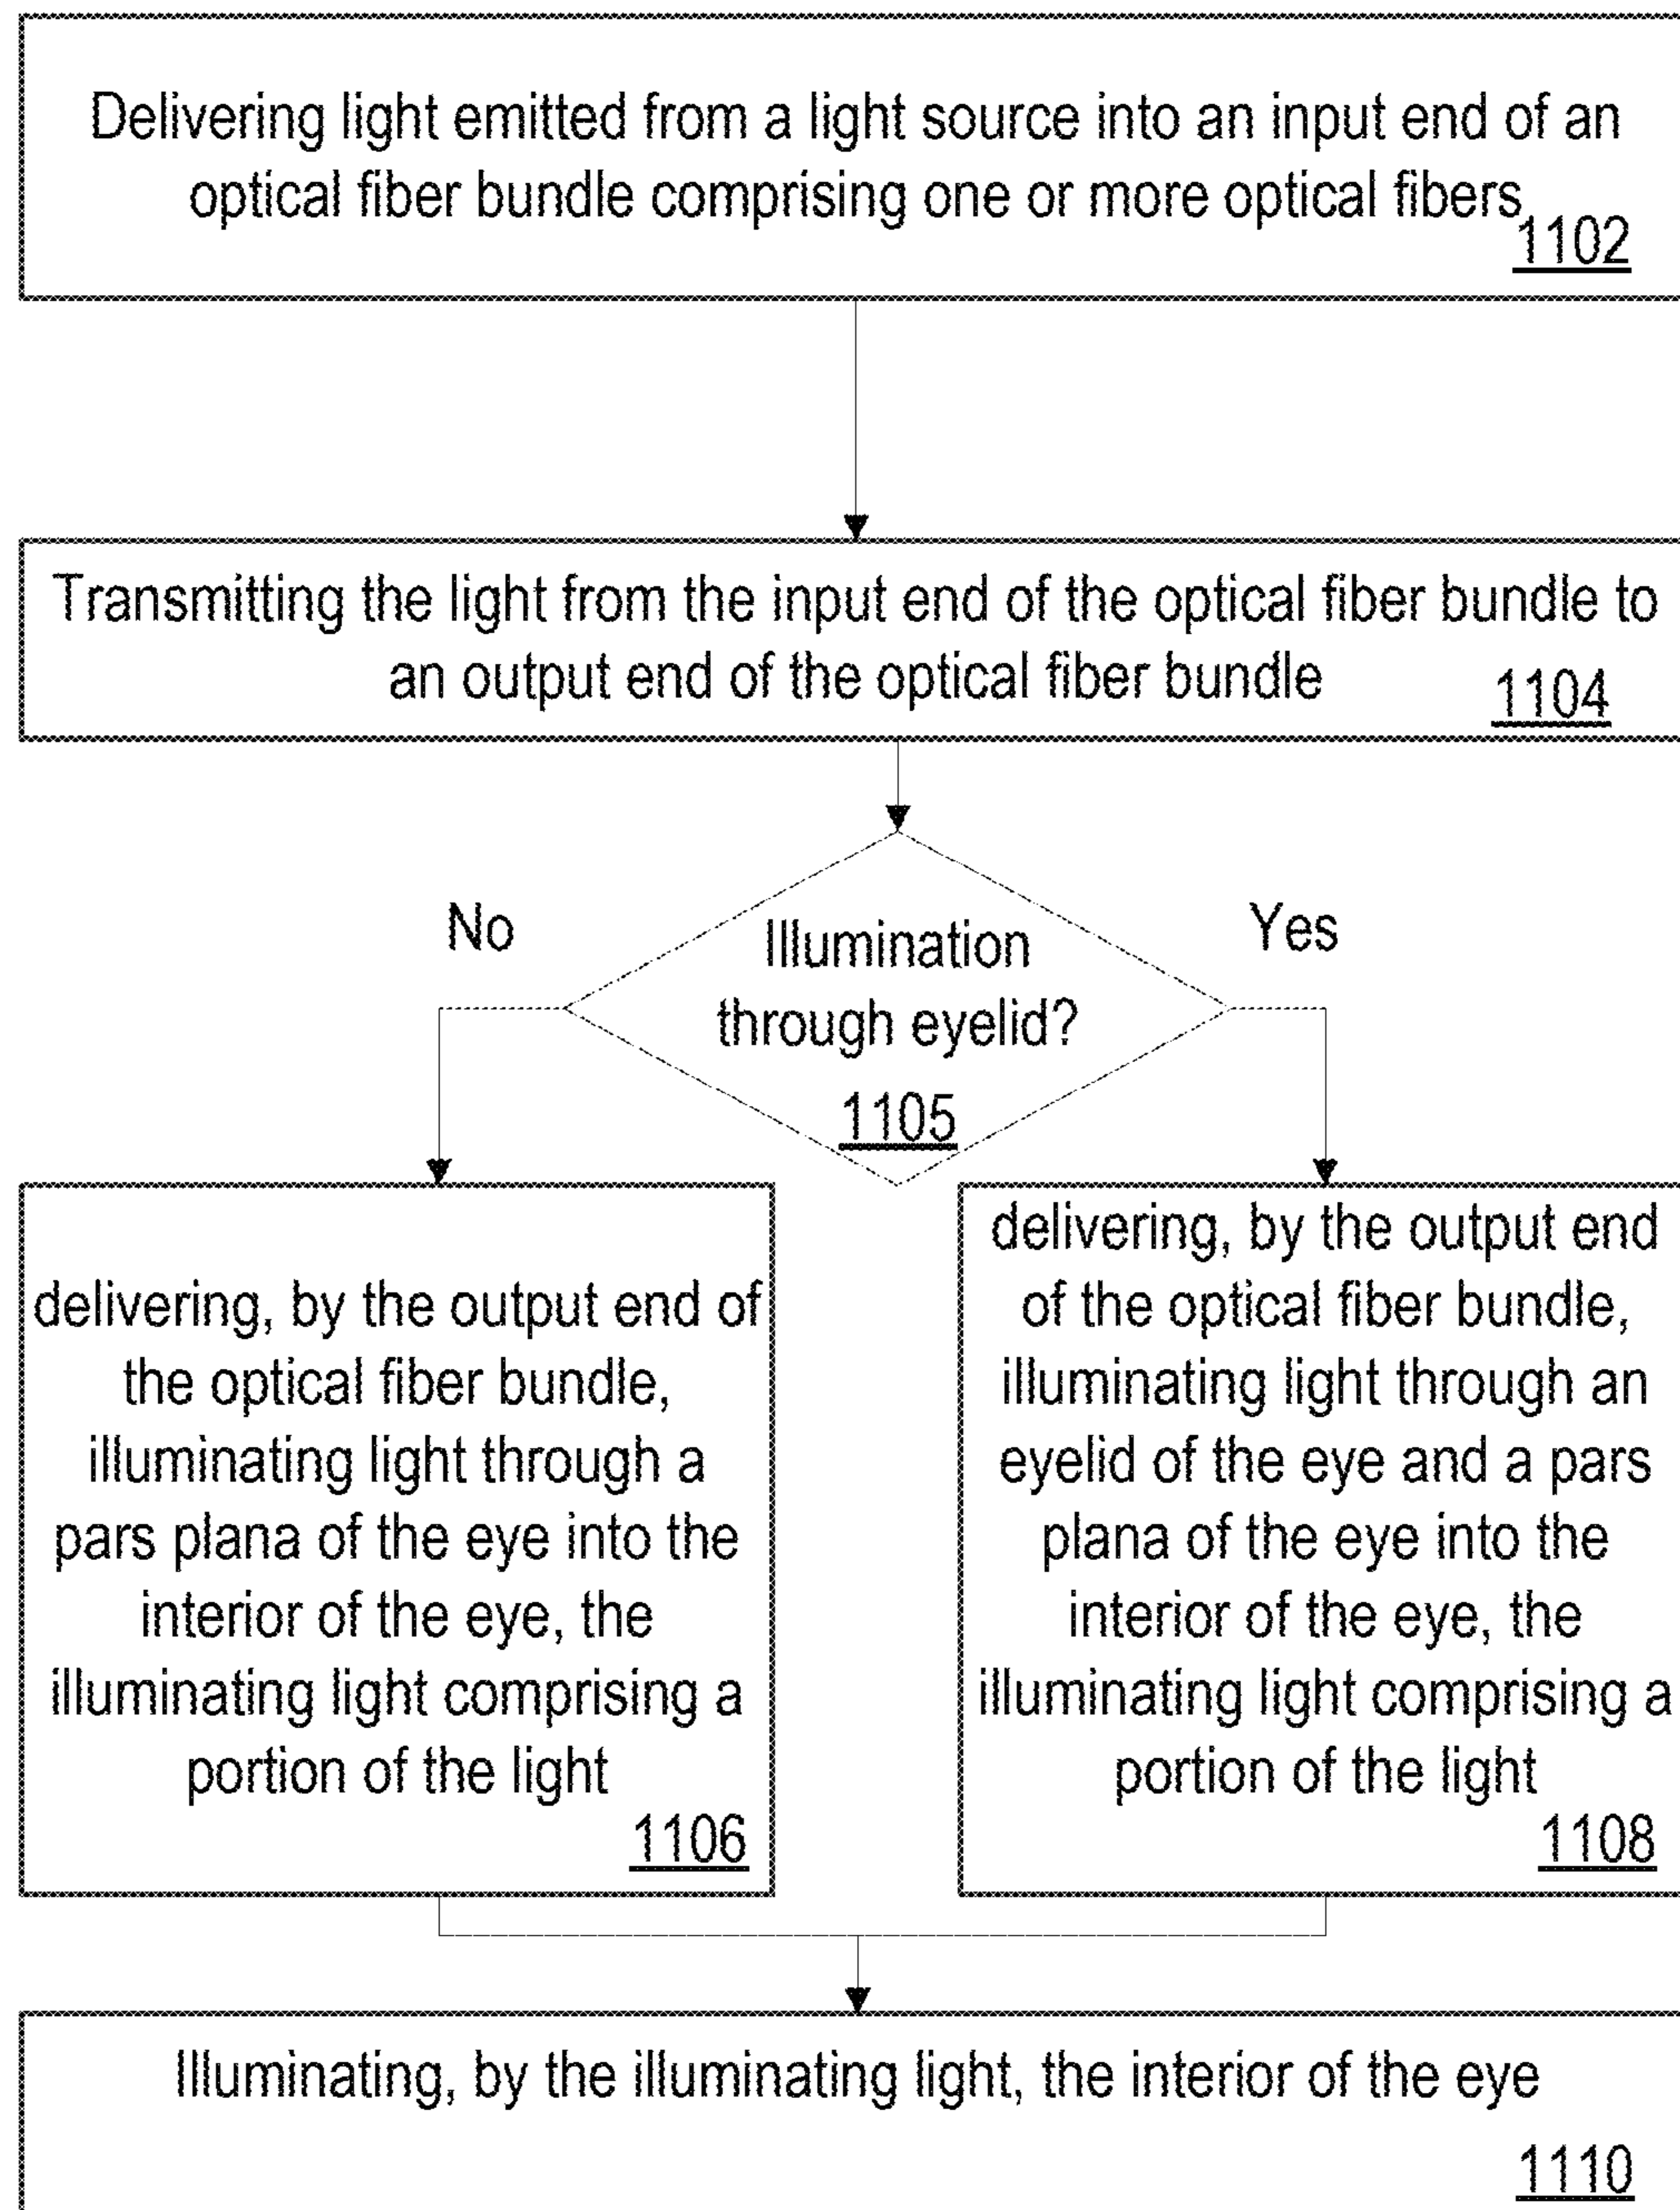 Delivering light emitted from a light source into an input end of an
optical fiber bundle comprising one or more optical fibers
1102
Transmitting the light from the input end of the optical fiber bundle to
an output end of the optical fiber bundle
1104
No
Illumination
through eyelid?
1105
Yes
delivering, by the output end of
the optical fiber bundle,
illuminating light through a
pars plana of the eye into the
interior of the eye, the
illuminating light comprising a
portion of the light
1106
delivering, by the output end
of the optical fiber bundle,
illuminating light through an
eyelid of the eye and a pars
plana of the eye into the
interior of the eye, the
illuminating light comprising a
portion of the light
1108
Illuminating, by the illuminating light, the interior of the eye
1110